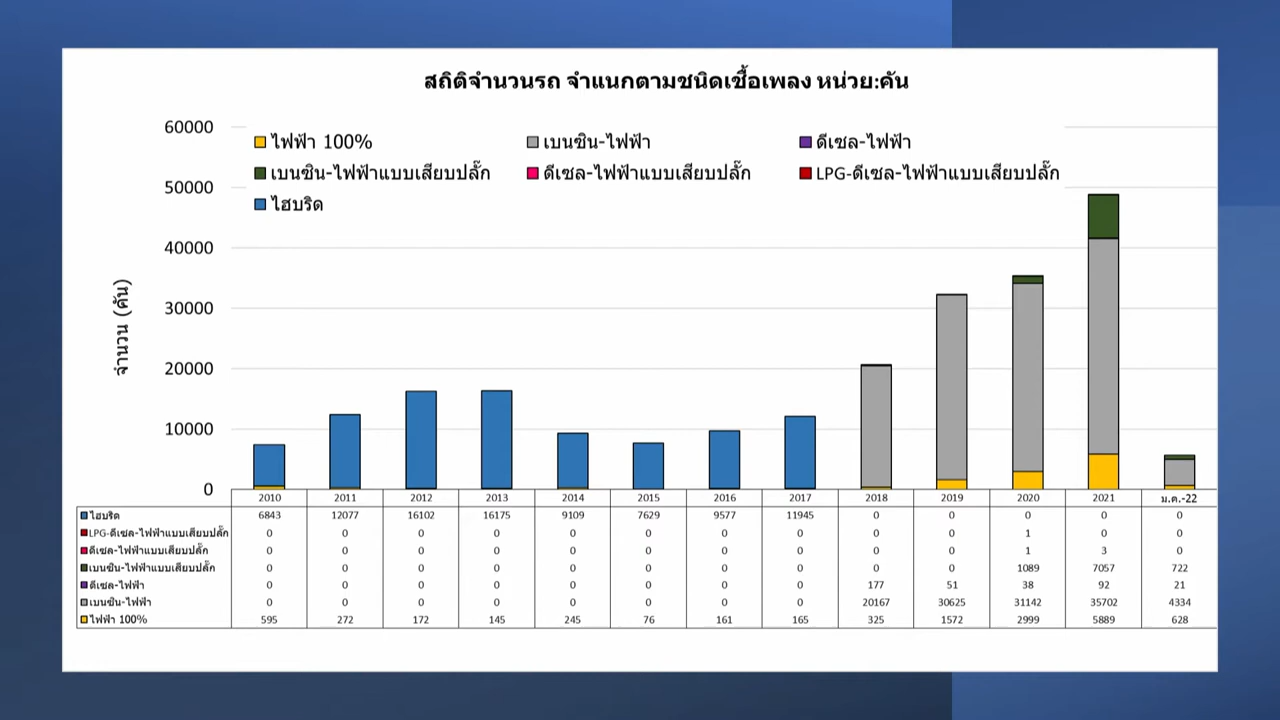 สถิติจำนวนรถ จำแนกตามชนิดเชื้อเพลง หน่วย:คัน
60000
ไฟฟ้า 100% เบนซิน-ไฟฟ้า ดีเซล-ไฟฟ้า
เบนซิน-ไฟฟ้าแบบเสียบปลั๊ก ดีเซล-ไฟฟ้าแบบเสียบปลั๊ก LPG-ดีเซล-ไฟฟ้าแบบเสียบปลั๊ก
50000
ไฮบริด
40000
30000
20000
10000
0
จำนวน (คัน)
2010 2011 2012 2013 2014 2015 2016 2017 2018 2019 2020 2021 ม.ค.-22
ไฮบริด 6843 12077 16102 16175 9109 7629 9577 11945 0 0 0 0 0
LPG-ดีเซล-ไฟฟ้าแบบเสียบปลั๊ก 0 0 0 0 0 0 0 0 0 0 1 0 0
ดีเซล-ไฟฟ้าแบบเสียบปลั๊ก 0 0 0 0 0 0 0 0 0 0 1 3 0
เบนซิน-ไฟฟ้าแบบเสียบปลั๊ก 0 0 0 0 0 0 0 0 0 0 1089 7057 722
ดีเซล-ไฟฟ้า 0 0 0 0 0 0 0 0 177 51 38 92 21
เบนซิน-ไฟฟ้า 0 0 0 0 0 0 0 0 20167 30625 31142 35702 4334
ไฟฟ้า 100% 595 272 172 145 245 76 161 165 325 1572 2999 5889 628